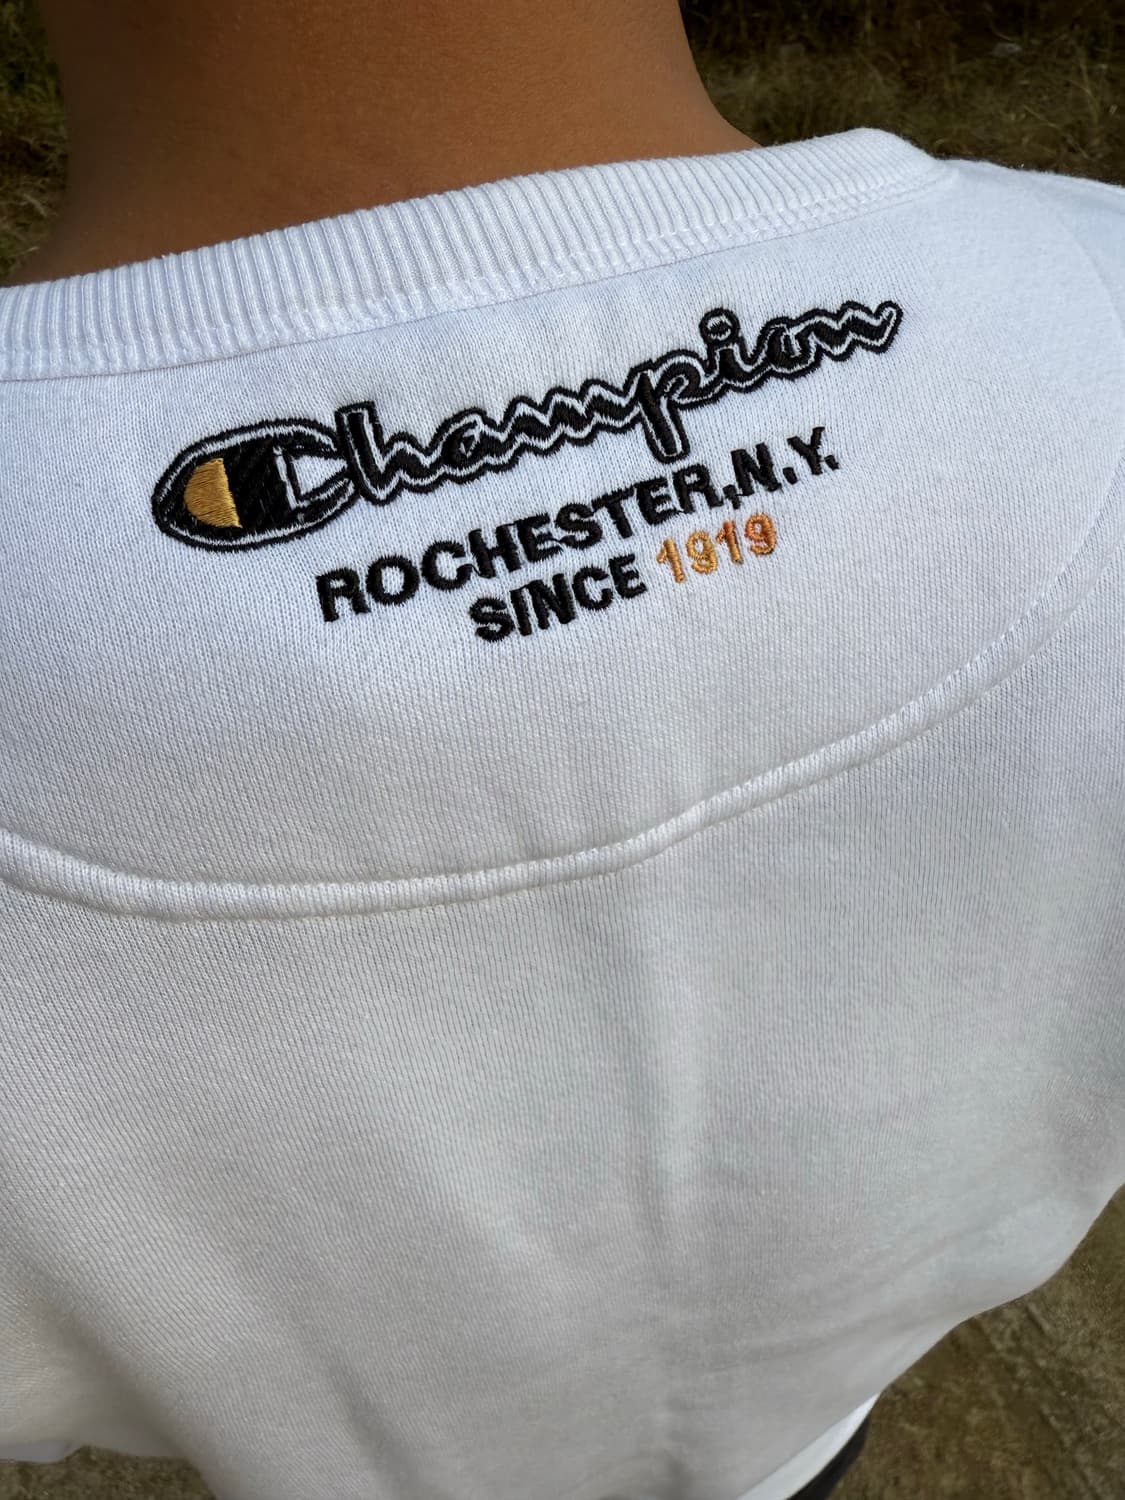 Champion
ROCHESTER,N.Y.
SINCE 1919